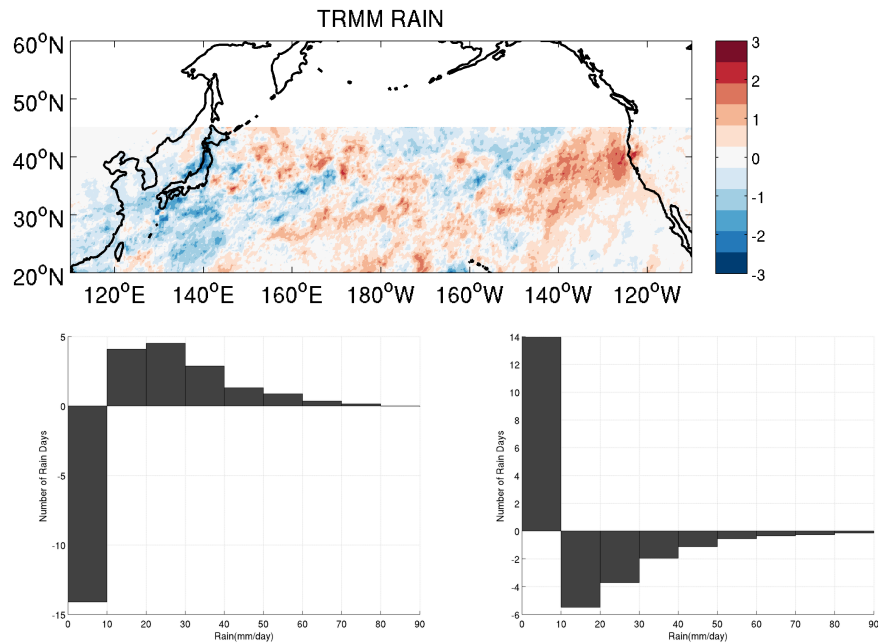 TRMM RAIN
60°N
50°N
40°N
30°N
20°N
120°E 140°E 160°E 180°W 160°W 140°W 120°W
3
2
1
0
-1
-2
-3
5
0
-5
-10
-15
Number of Rain Days
0 10 20 30 40 50 60 70 80 90
Rain(mm/day)
14
12
10
8
6
4
2
0
-2
-4
-6
Number of Rain Days
0 10 20 30 40 50 60 70 80 90
Rain(mm/day)